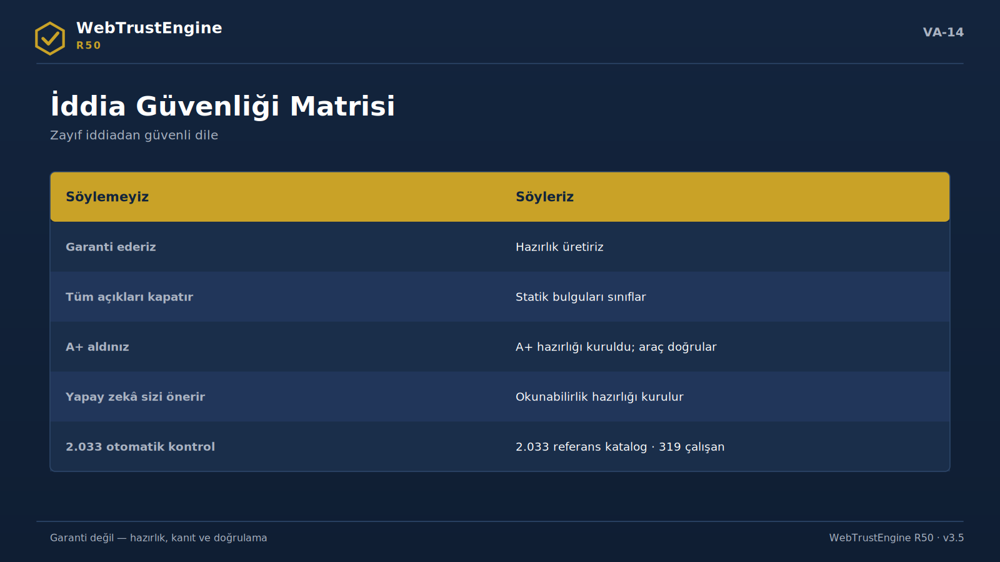 WebTrustEngine
R50
VA-14
İddia Güvenliği Matrisi
Zayıf iddiadan güvenli dile
Söylemeyiz Söyleriz
Garanti ederiz Hazırlık üretiriz
Tüm açıkları kapatır Statik bulguları sınıflar
A+ aldınız A+ hazırlığı kuruldu; araç doğrular
Yapay zekâ sizi önerir Okunabilirlik hazırlığı kurulur
2.033 otomatik kontrol 2.033 referans katalog · 319 çalışan
Garanti değil — hazırlık, kanıt ve doğrulama
WebTrustEngine R50 · v3.5